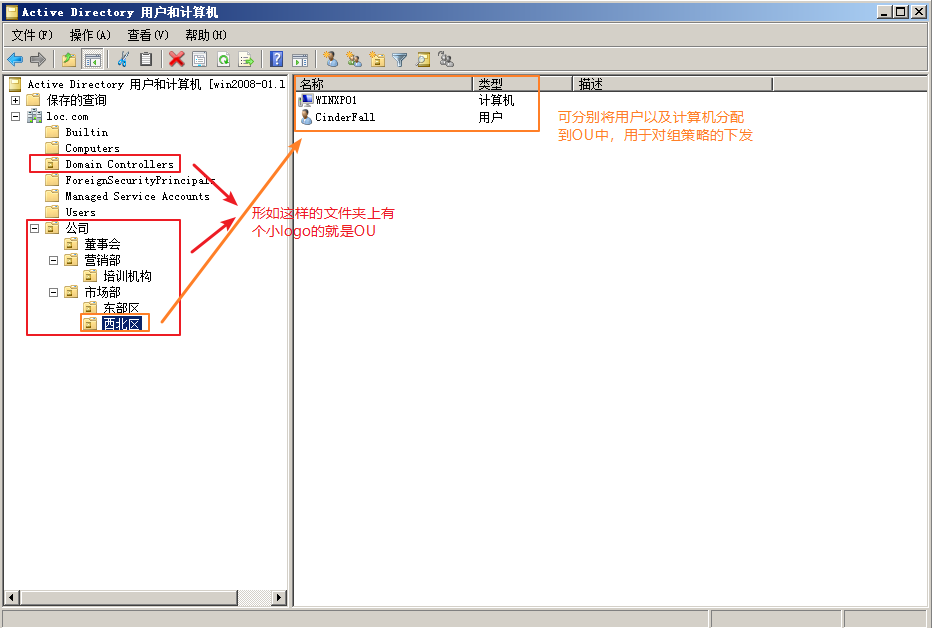 Active Directory 用户和计算机
文件(F) 操作(A) 查看(V) 帮助(H)
Active Directory 用户和计算机 [win2008-01.l
保存的查询
loc.com
Builtin
Computers
Domain Controllers
ForeignSecurityPrincipals
Managed Service Accounts
Users
公司
董事会
营销部
培训机构
市场部
东部区
西北区
名称 类型 描述
WINXP01 计算机
CinderFall 用户
可分别将用户以及计算机分配
到OU中，用于对组策略的下发
形如这样的文件夹上有
个小logo的就是OU